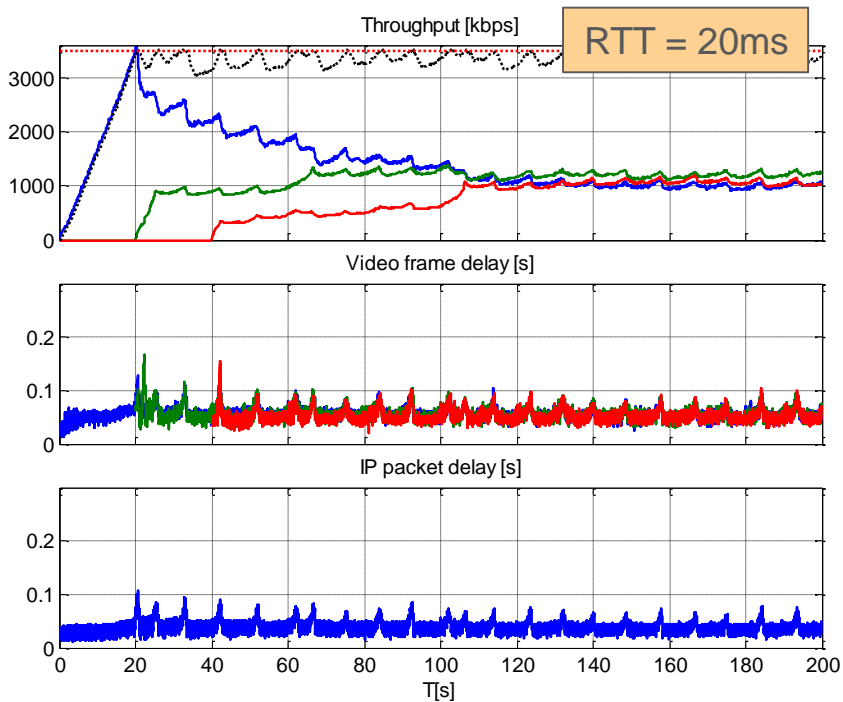 Throughput [kbps]
RTT = 20ms
3000
2000
1000
0
Video frame delay [s]
0.2
0.1
0
IP packet delay [s]
0.2
0.1
0
0 20 40 60 80 100 120 140 160 180 200
T[s]